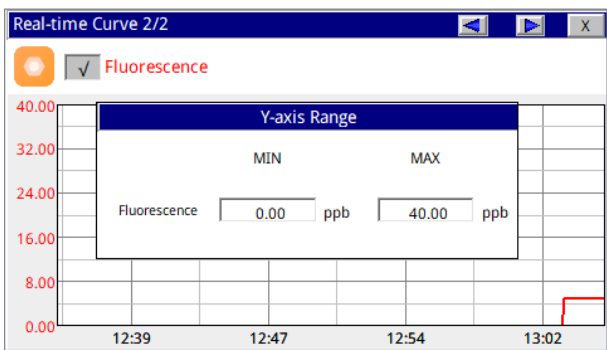 Real-time Curve 2/2 X
√ Fluorescence
40.00
Y-axis Range
MIN MAX
32.00
24.00
Fluorescence 0.00 ppb 40.00 ppb
16.00
8.00
0.00
12:39 12:47 12:54 13:02